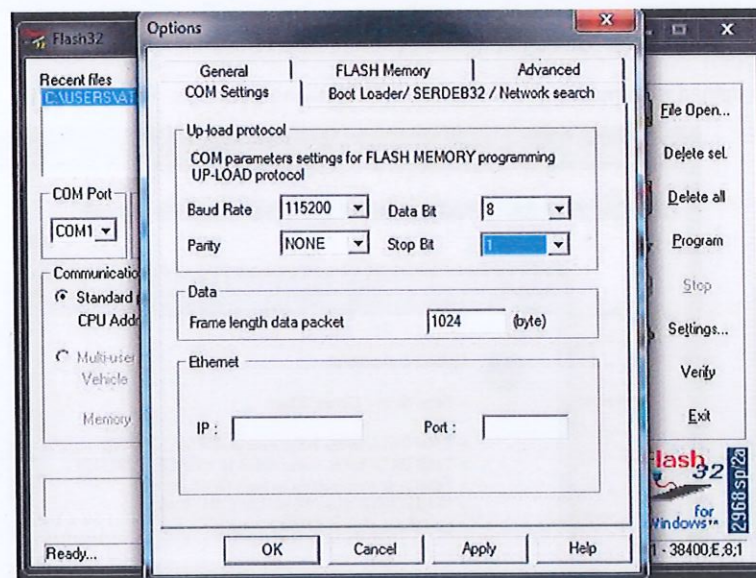 Flash32
Options
Recent files
C:\USERS\AT
COM Port
COM1
Communication
Standard
CPU Addr
Multi-user
Vehicle
Memory
Ready...
General
FLASH Memory
Advanced
COM Settings
Boot Loader/ SERDEB32 / Network search
Up-load protocol
COM parameters settings for FLASH MEMORY programming
UP-LOAD protocol
Baud Rate 115200 Data Bit 8
Parity NONE Stop Bit 1
Data
Frame length data packet 1024 (byte)
Ethernet
IP : Port :
OK Cancel Apply Help
File Open...
Delete sel.
Delete all
Program
Stop
Settings...
Verify
Exit
lash
32
for
Windows™
2968 sp/2a
1 - 38400;E;8;1